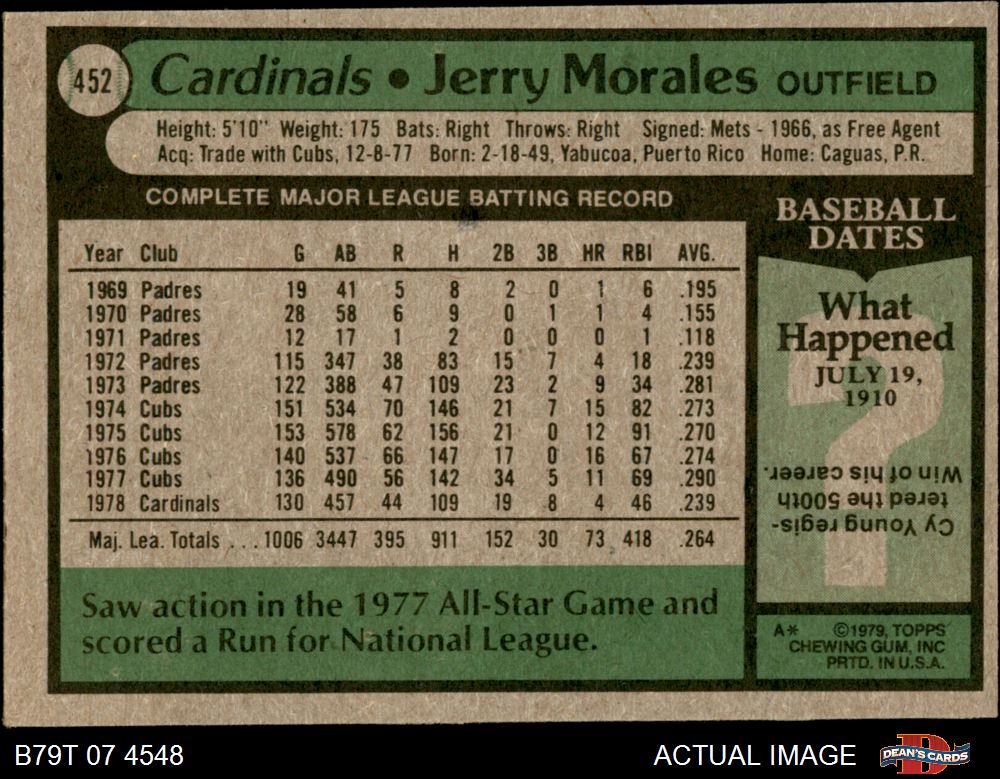 452 Cardinals • Jerry Morales OUTFIELD
Height: 5'10" Weight: 175 Bats: Right Throws: Right Signed: Mets - 1966, as Free Agent
Acq: Trade with Cubs, 12-8-77 Born: 2-18-49, Yabucoa, Puerto Rico Home: Caguas, P.R.
COMPLETE MAJOR LEAGUE BATTING RECORD
Year Club G AB R H 2B 3B HR RBI AVG.
1969 Padres 19 41 5 8 2 0 1 6 .195
1970 Padres 28 58 6 9 0 1 1 4 .155
1971 Padres 12 17 1 2 0 0 0 1 .118
1972 Padres 115 347 38 83 15 7 4 18 .239
1973 Padres 122 388 47 109 23 2 9 34 .281
1974 Cubs 151 534 70 146 21 7 15 82 .273
1975 Cubs 153 578 62 156 21 0 12 91 .270
1976 Cubs 140 537 66 147 17 0 16 67 .274
1977 Cubs 136 490 56 142 34 5 11 69 .290
1978 Cardinals 130 457 44 109 19 8 4 46 .239
Maj. Lea. Totals ... 1006 3447 395 911 152 30 73 418 .264
Saw action in the 1977 All-Star Game and
scored a Run for National League.
BASEBALL
DATES
What
Happened
JULY 19,
1910
Cy Young regis-
tered the 500th
Win of his career.
A* ©1979, TOPPS
CHEWING GUM, INC
PRTD. IN U.S.A.
B79T 07 4548 ACTUAL IMAGE DEAN'S CARDS